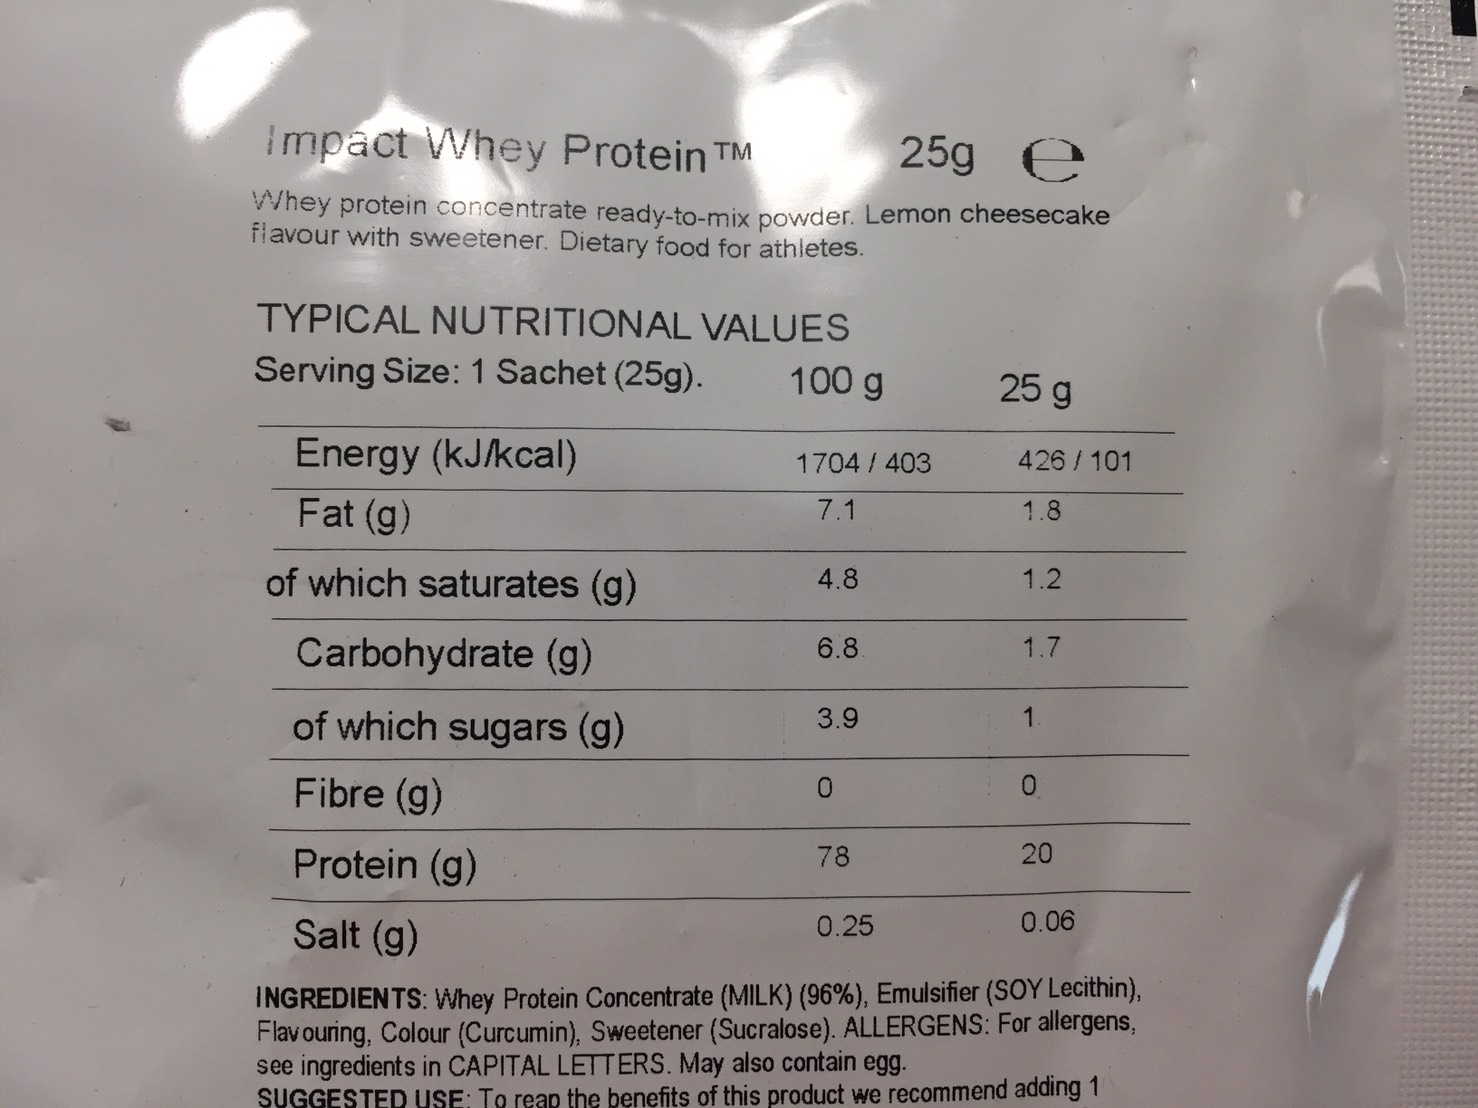 Impact Whey Protein™ 25g ℮
Whey protein concentrate ready-to-mix powder. Lemon cheesecake
flavour with sweetener. Dietary food for athletes.
TYPICAL NUTRITIONAL VALUES
Serving Size: 1 Sachet (25g). 100 g 25 g
Energy (kJ/kcal) 1704 / 403 426 / 101
Fat (g) 7.1 1.8
of which saturates (g) 4.8 1.2
Carbohydrate (g) 6.8 1.7
of which sugars (g) 3.9 1
Fibre (g) 0 0
Protein (g) 78 20
Salt (g) 0.25 0.06
INGREDIENTS: Whey Protein Concentrate (MILK) (96%), Emulsifier (SOY Lecithin),
Flavouring, Colour (Curcumin), Sweetener (Sucralose). ALLERGENS: For allergens,
see ingredients in CAPITAL LETTERS. May also contain egg.
SUGGESTED USE: To reap the benefits of this product we recommend adding 1